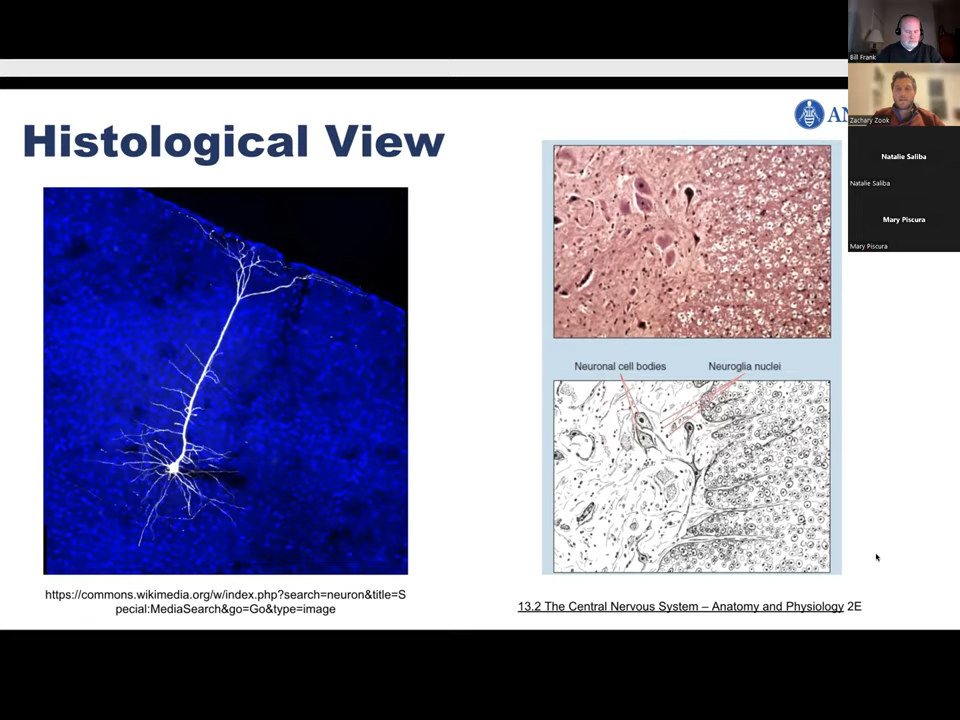 Bill Frank
Histological View
Zachary Zook
Natalie Saliba
Natalie Saliba
Mary Piscura
Mary Piscura
Neuronal cell bodies
Neuroglia nuclei
https://commons.wikimedia.org/w/index.php?search=neuron&title=S
pecial:MediaSearch&go=Go&type=image
13.2 The Central Nervous System – Anatomy and Physiology 2E